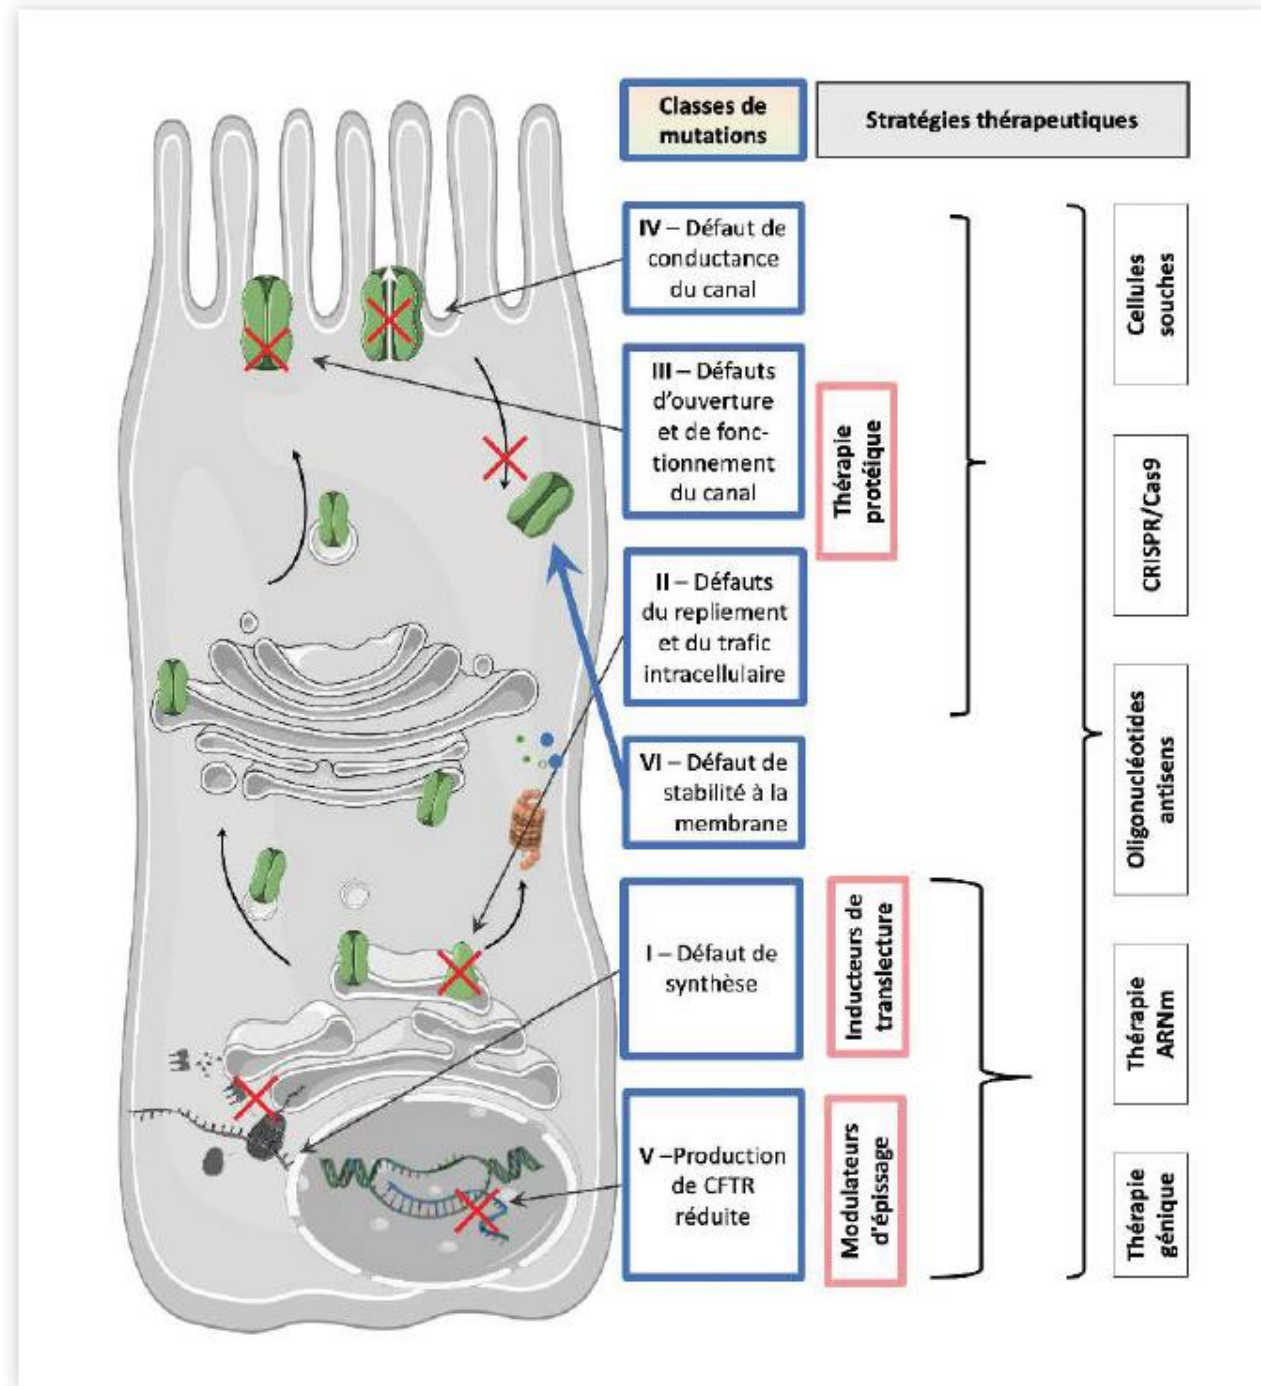 Classes de
mutations
Stratégies thérapeutiques
IV – Défaut de
conductance
du canal
III – Défauts
d'ouverture
et de fonc-
tionnement
du canal
II – Défauts
du repliement
et du trafic
intracellulaire
VI – Défaut de
stabilité à la
membrane
I – Défaut de
synthèse
V –Production
de CFTR
réduite
Thérapie
protéique
Inducteurs de
translecture
Modulateurs
d'épissage
Cellules
souches
CRISPR/Cas9
Oligonucléotides
antisens
Thérapie
ARNm
Thérapie
génique